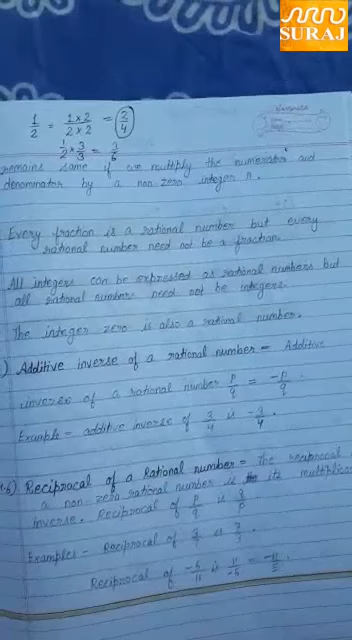 SURAJ
1/2 = 1×2/2×2 = 2/4
1/2 × 3/3 = 3/6
remains same if we multiply the numerator and
denominator by a non-zero integer n.
Every fraction is a rational number but every
rational number need not be a fraction.
All integers can be expressed as rational numbers but
all rational numbers need not be integers.
The integer zero is also a rational number.
) Additive inverse of a rational number = Additive
inverse of a rational number p/q = -p/q.
Example = additive inverse of 3/4 is -3/4.
6). Reciprocal of a Rational number = The reciprocal
a non-zero rational number is its multiplica
inverse. Reciprocal of p/q is q/p
Examples - Reciprocal of is
Reciprocal of -5/11 is 11/-5 = -11/5.